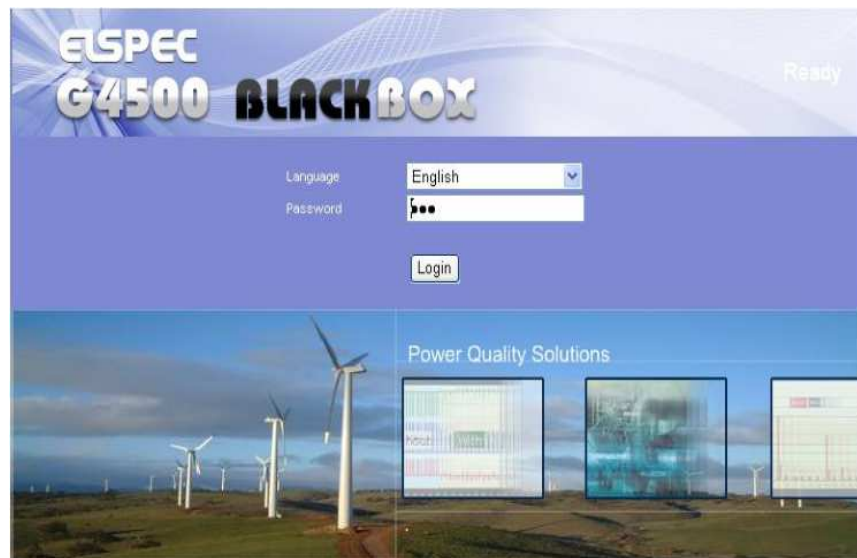 ELSPEC
G4500 BLACKBOX
Ready
Language
English
Password
Login
Power Quality Solutions